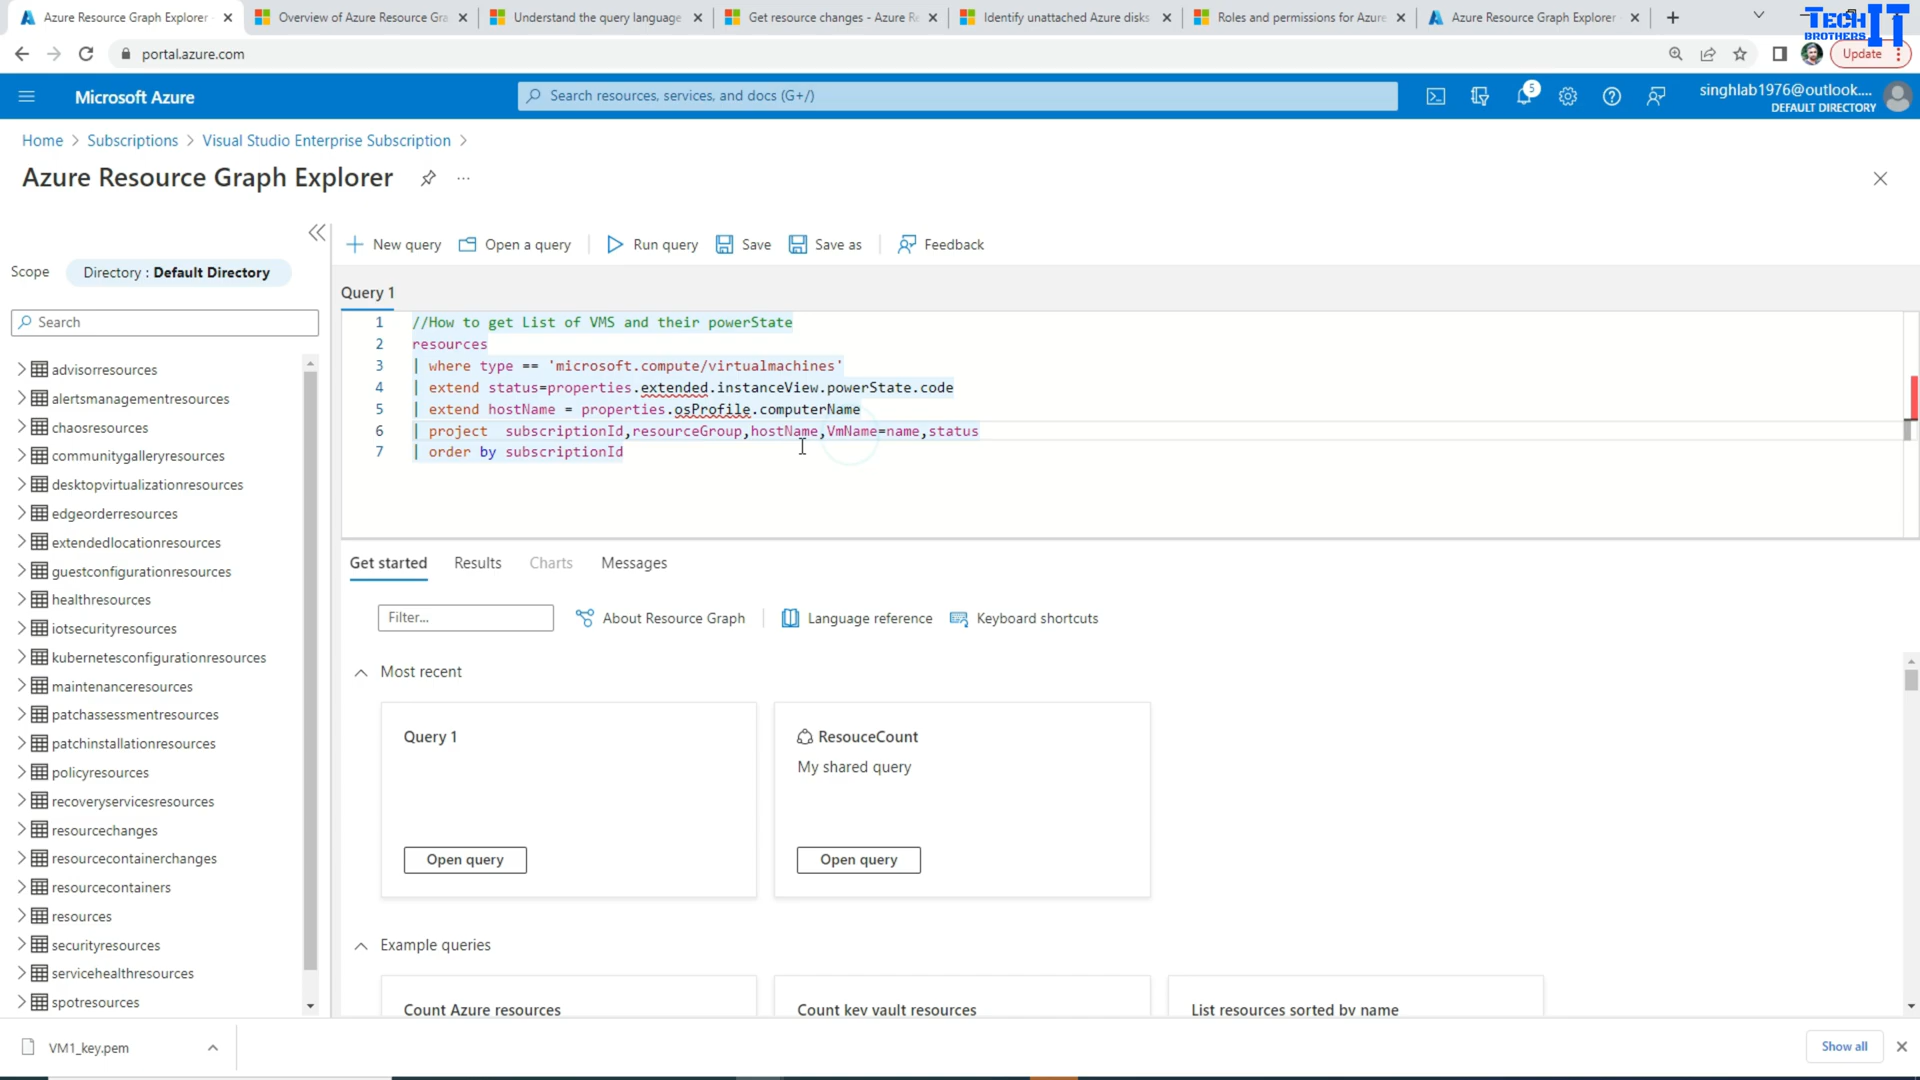 Azure Resource Graph Explorer
Overview of Azure Resource Gra
Understand the query language
Get resource changes - Azure Re
Identify unattached Azure disks
Roles and permissions for Azure
Azure Resource Graph Explorer
TECH IT
BROTHERS
portal.azure.com
Update
Microsoft Azure
Search resources, services, and docs (G+/)
5
singhlab1976@outlook....
DEFAULT DIRECTORY
Home > Subscriptions > Visual Studio Enterprise Subscription >
Azure Resource Graph Explorer
...
New query
Open a query
Run query
Save
Save as
Feedback
Scope
Directory : Default Directory
Search
advisorresources
alertsmanagementresources
chaosresources
communitygalleryresources
desktopvirtualizationresources
edgeorderresources
extendedlocationresources
guestconfigurationresources
healthresources
iotsecurityresources
kubernetesconfigurationresources
maintenanceresources
patchassessmentresources
patchinstallationresources
policyresources
recoveryservicesresources
resourcechanges
resourcecontainerchanges
resourcecontainers
resources
securityresources
servicehealthresources
spotresources
Query 1
1 //How to get List of VMS and their powerState
2 resources
3 | where type == 'microsoft.compute/virtualmachines'
4 | extend status=properties.extended.instanceView.powerState.code
5 | extend hostName = properties.osProfile.computerName
6 | project  subscriptionId,resourceGroup,hostName,VmName=name,status
7 | order by subscriptionId
Get started
Results
Charts
Messages
Filter...
About Resource Graph
Language reference
Keyboard shortcuts
Most recent
Query 1
Open query
ResouceCount
My shared query
Open query
Example queries
Count Azure resources
Count key vault resources
List resources sorted by name
VM1_key.pem
Show all